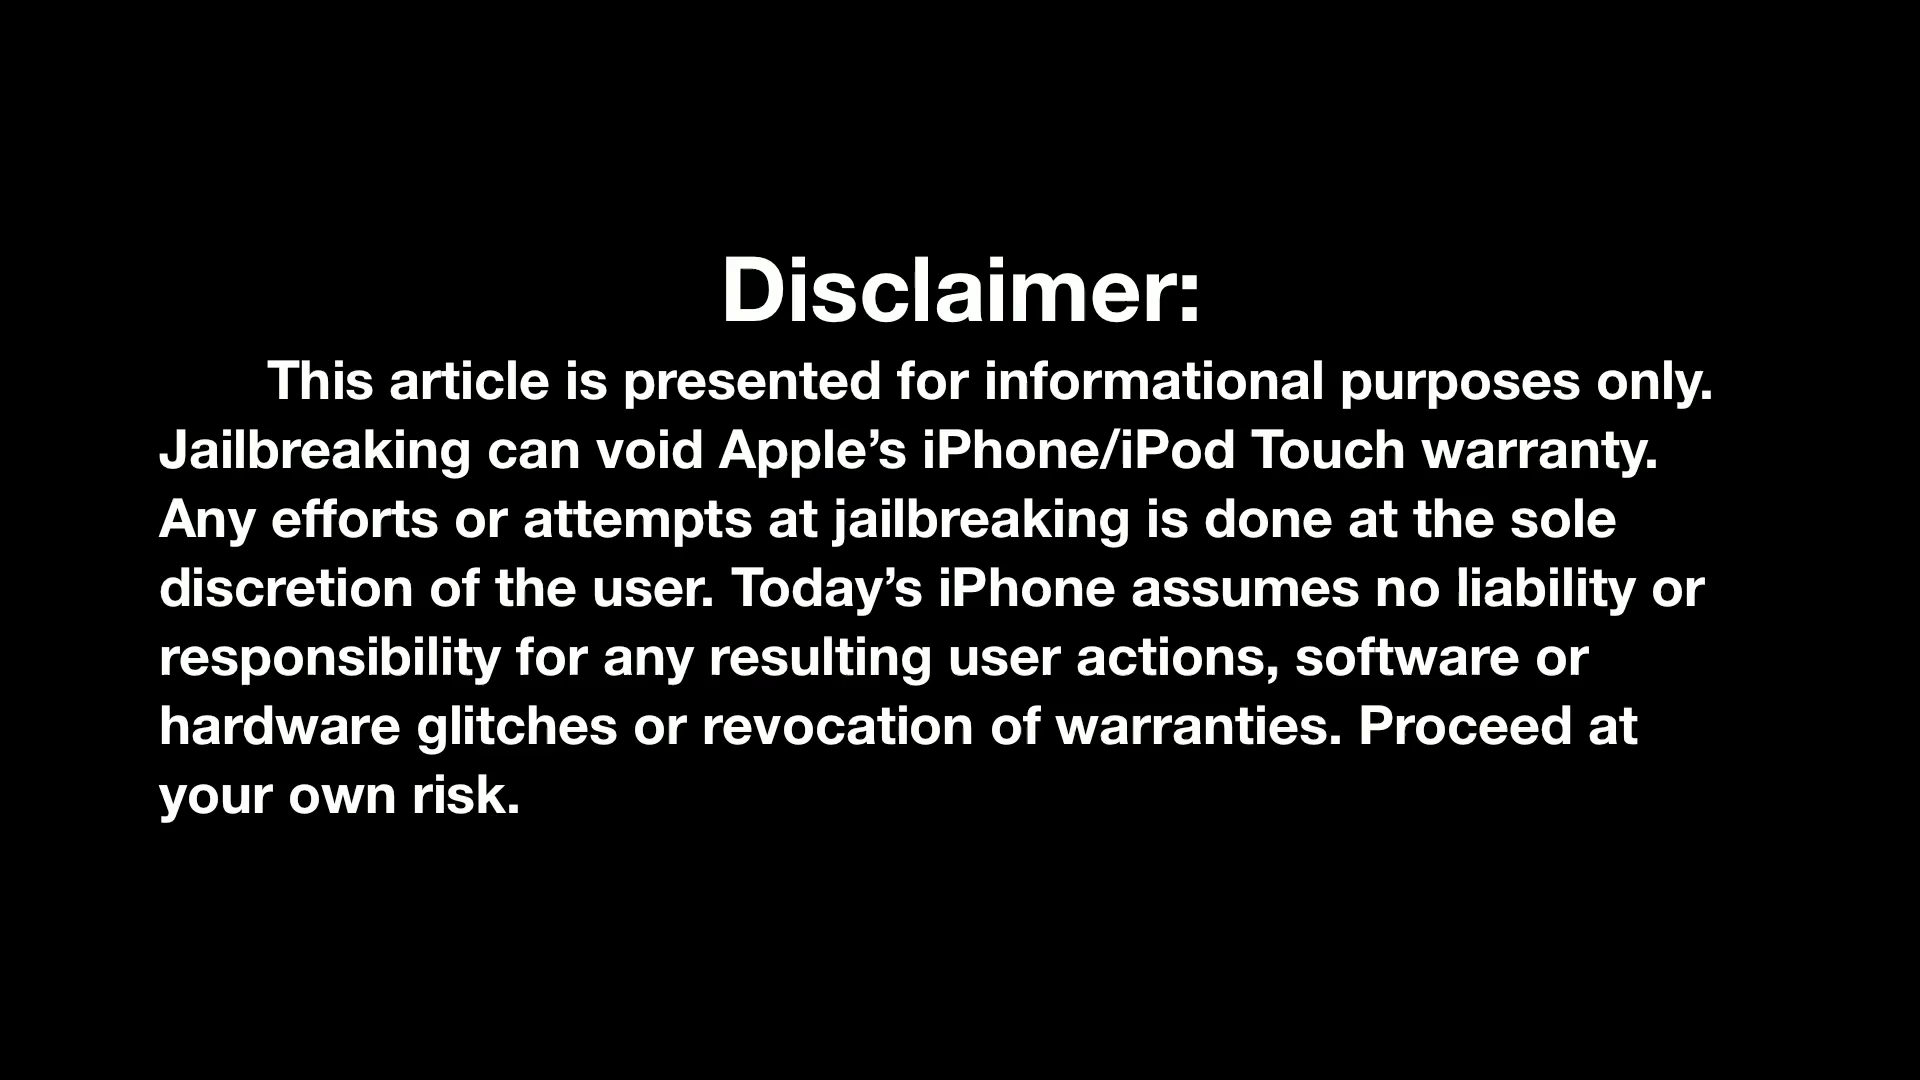 Disclaimer:
This article is presented for informational purposes only.
Jailbreaking can void Apple’s iPhone/iPod Touch warranty.
Any efforts or attempts at jailbreaking is done at the sole
discretion of the user. Today’s iPhone assumes no liability or
responsibility for any resulting user actions, software or
hardware glitches or revocation of warranties. Proceed at
your own risk.